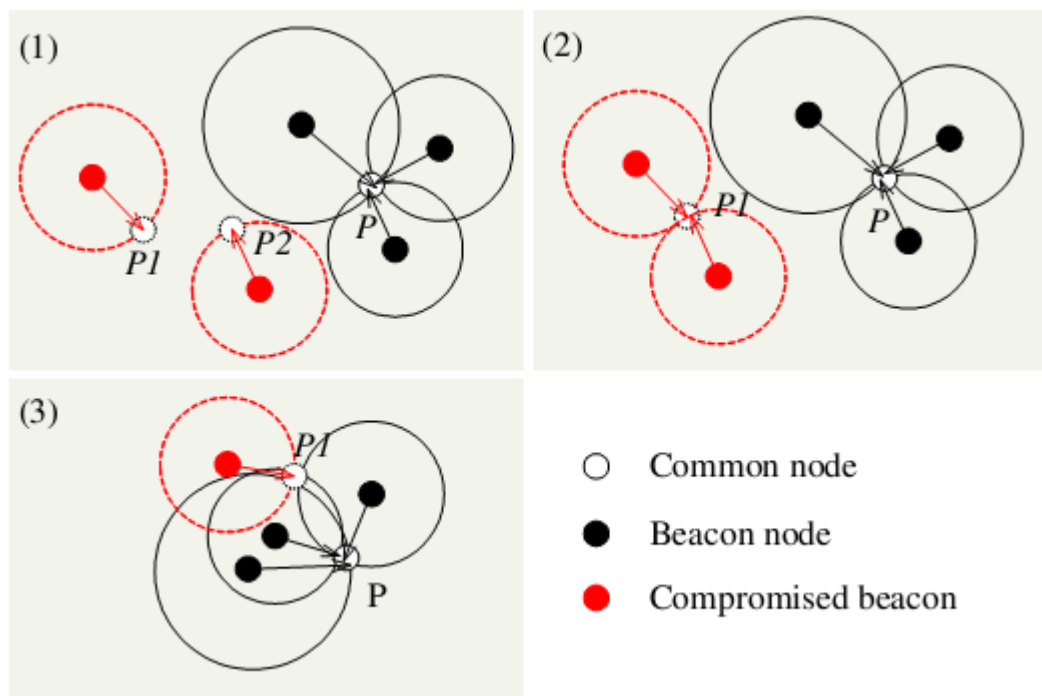 (1)
P1
P2
P
(2)
P1
P
(3)
P1
P
Common node
Beacon node
Compromised beacon